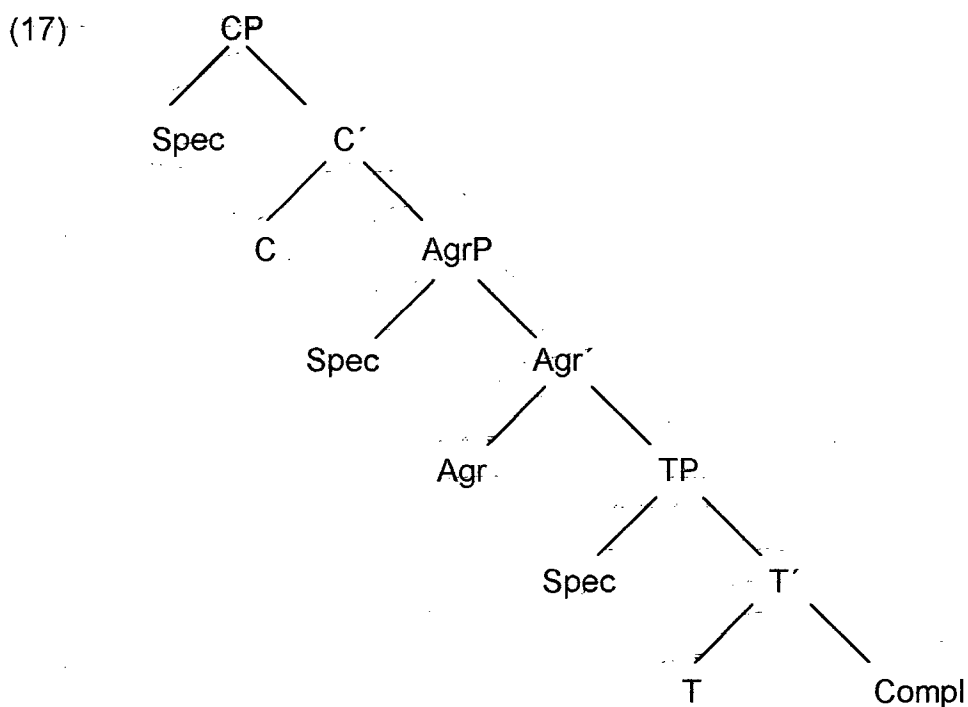 (17) CP
Spec C´
C AgrP
Spec Agr´
Agr TP
Spec T´
T Compl